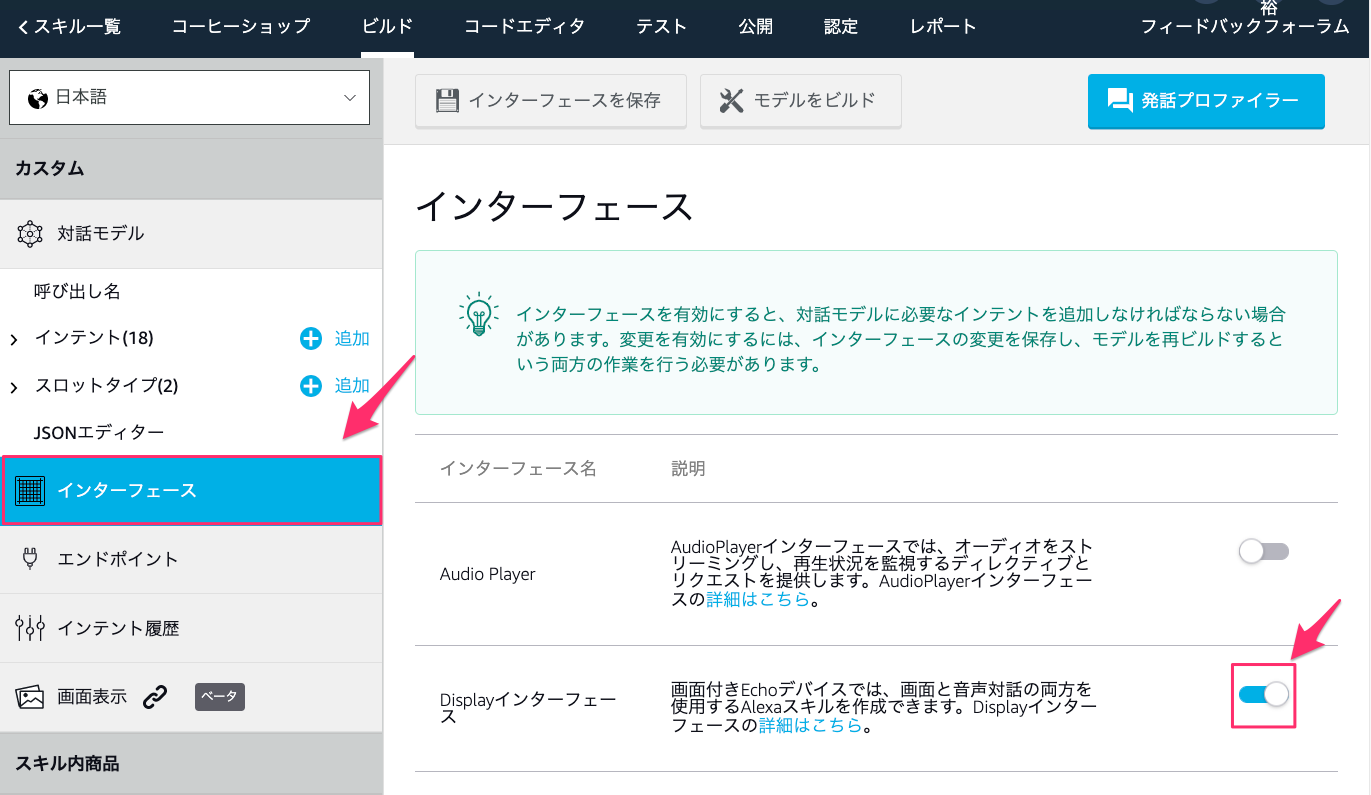 スキル一覧
コーヒーショップ
ビルド
コードエディタ
テスト
公開
認定
レポート
裕
フィードバックフォーラム
日本語
インターフェースを保存
モデルをビルド
発話プロファイラー
カスタム
対話モデル
呼び出し名
インテント(18)
追加
スロットタイプ(2)
追加
JSONエディター
インターフェース
エンドポイント
インテント履歴
画面表示
ベータ
スキル内商品
インターフェース
インターフェースを有効にすると、対話モデルに必要なインテントを追加しなければならない場合
があります。変更を有効にするには、インターフェースの変更を保存し、モデルを再ビルドすると
いう両方の作業を行う必要があります。
インターフェース名
説明
Audio Player
AudioPlayerインターフェースでは、オーディオをスト
リーミングし、再生状況を監視するディレクティブと
リクエストを提供します。AudioPlayerインターフェー
スの詳細はこちら。
Displayインターフェー
ス
画面付きEchoデバイスでは、画面と音声対話の両方を
使用するAlexaスキルを作成できます。Displayインター
フェースの詳細はこちら。